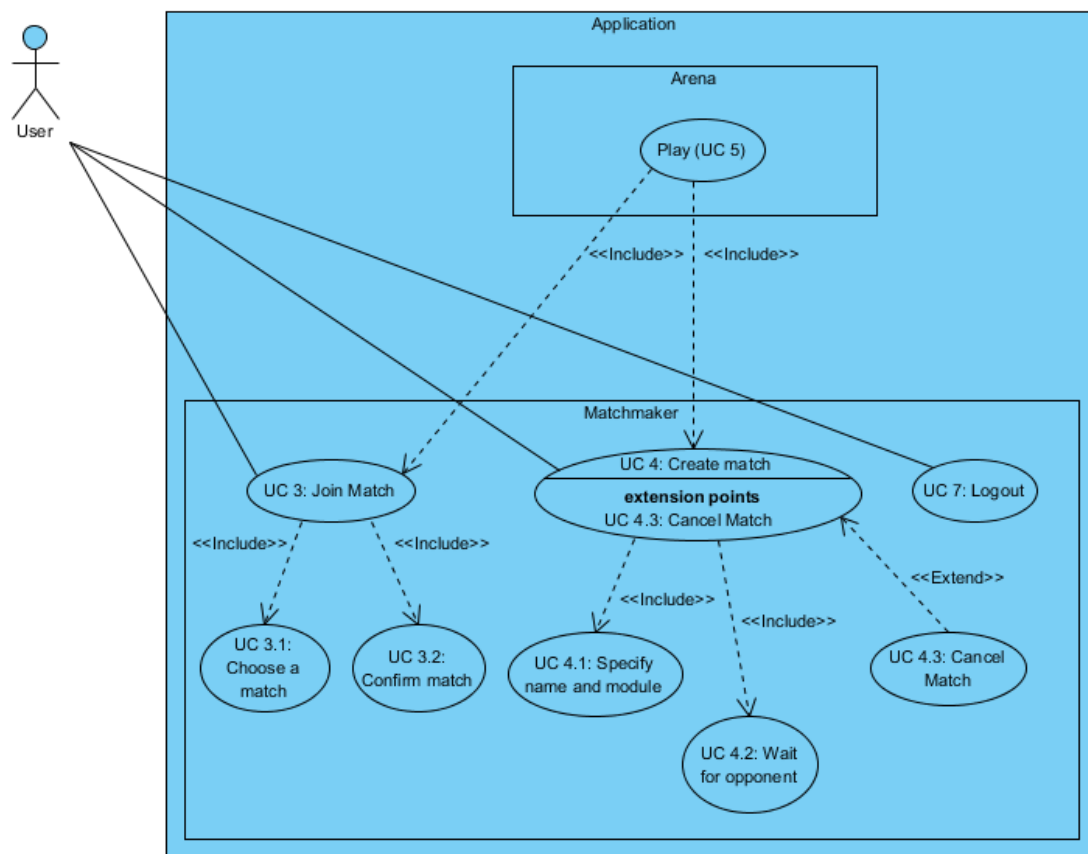 Application
Arena
User
Play (UC 5)
<<Include>>
<<Include>>
Matchmaker
UC 3: Join Match
UC 4: Create match
extension points
UC 4.3: Cancel Match
UC 7: Logout
<<Include>>
<<Include>>
<<Include>>
<<Include>>
<<Extend>>
UC 3.1:
Choose a
match
UC 3.2:
Confirm match
UC 4.1: Specify
name and module
UC 4.3: Cancel
Match
UC 4.2: Wait
for opponent